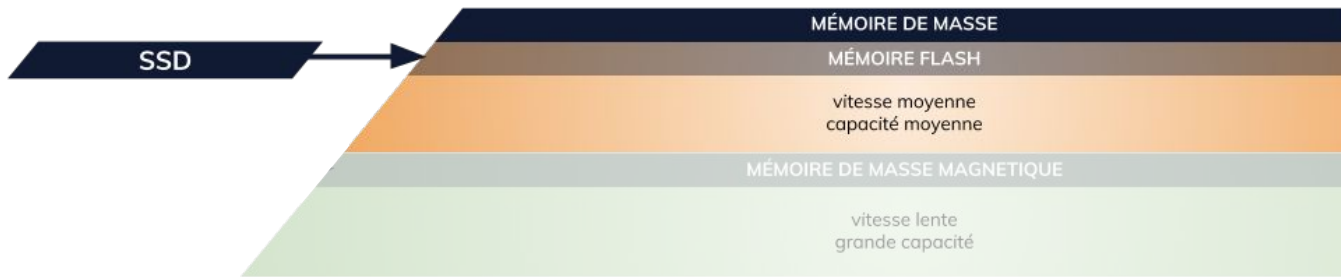 MÉMOIRE DE MASSE
SSD
MÉMOIRE FLASH
vitesse moyenne
capacité moyenne
MÉMOIRE DE MASSE MAGNETIQUE
vitesse lente
grande capacité